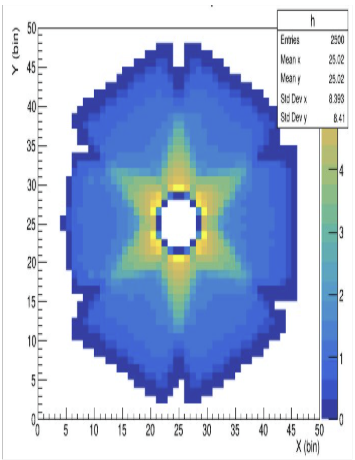 h
Entries 2500
Mean x 25.02
Mean y 25.02
Std Dev x 8.393
Std Dev y 8.41
Y (bin)
50
45
40
35
30
25
20
15
10
5
0
0 5 10 15 20 25 30 35 40 45 50
X (bin)
4
3
2
1
0